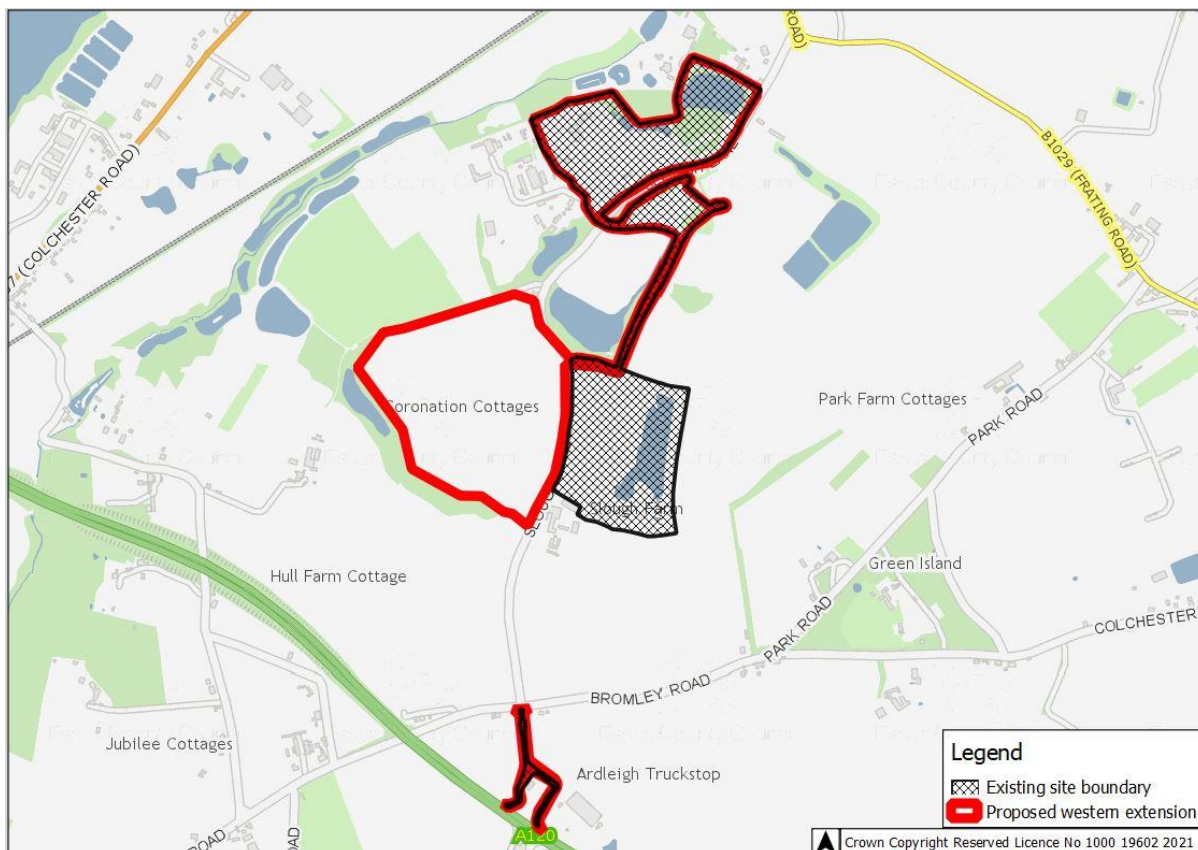 ROAD)
B1029 (FRATING ROAD)
7 (COLCHESTER ROAD)
Coronation Cottages
Park Farm Cottages
PARK ROAD
Slough Farm
Hull Farm Cottage
Green Island
PARK ROAD
COLCHESTER
BROMLEY ROAD
Jubilee Cottages
Ardleigh Truckstop
ROAD
A120
Legend
Existing site boundary
Proposed western extension
Crown Copyright Reserved Licence No 1000 19602 2021